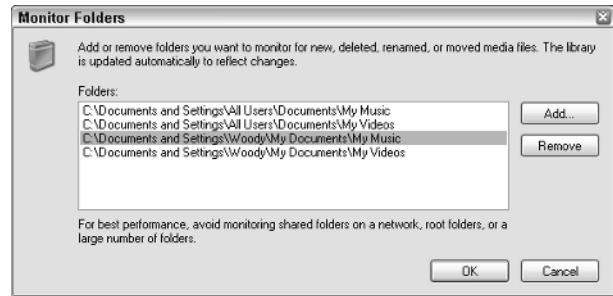 Monitor Folders
Add or remove folders you want to monitor for new, deleted, renamed, or moved media files. The library
is updated automatically to reflect changes.
Folders:
C:\Documents and Settings\All Users\Documents\My Music
Add...
C:\Documents and Settings\All Users\Documents\My Videos
C:\Documents and Settings\Woody\My Documents\My Music
Remove
C:\Documents and Settings\Woody\My Documents\My Videos
For best performance, avoid monitoring shared folders on a network, root folders, or a
large number of folders.
OK
Cancel